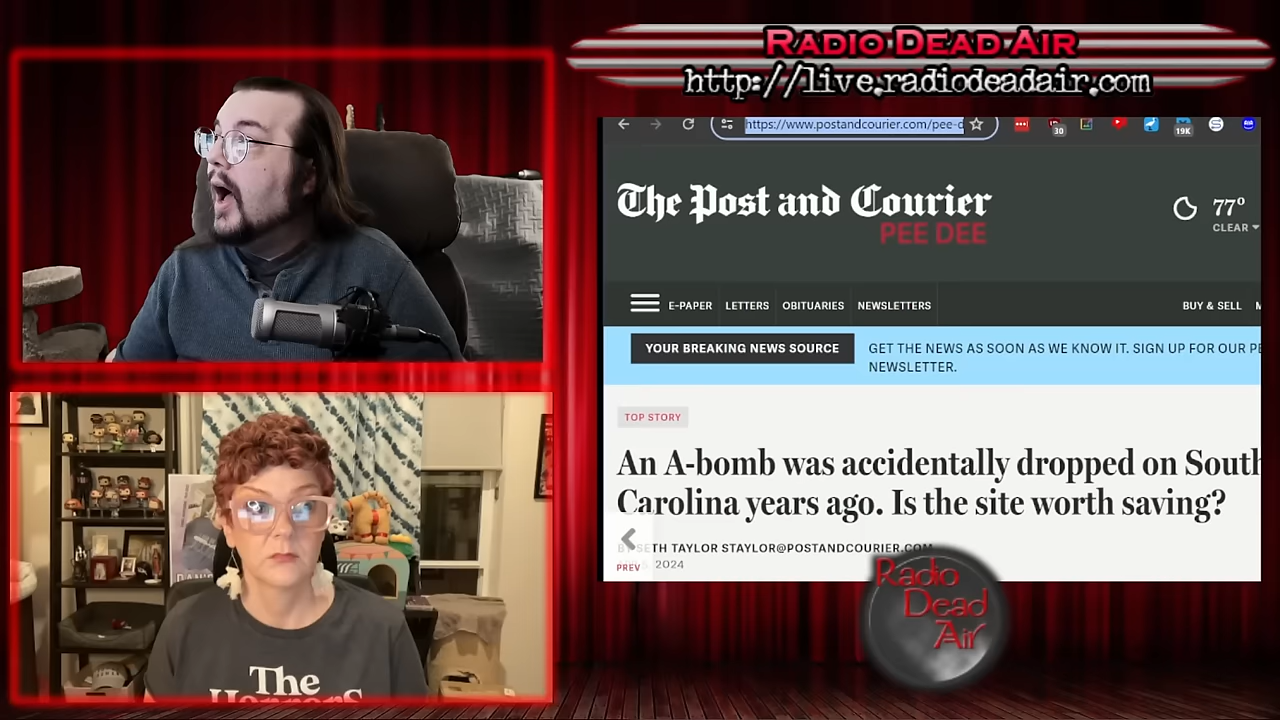 RADIO DEAD AIR
http://live.radiodeadair.com
https://www.postandcourier.com/pee-d
30
19K
The Post and Courier
PEE DEE
77°
CLEAR
E-PAPER LETTERS OBITUARIES NEWSLETTERS BUY & SELL M
YOUR BREAKING NEWS SOURCE
GET THE NEWS AS SOON AS WE KNOW IT. SIGN UP FOR OUR PE
NEWSLETTER.
TOP STORY
An A-bomb was accidentally dropped on South
Carolina years ago. Is the site worth saving?
BY SETH TAYLOR STAYLOR@POSTANDCOURIER.COM
PREV
2024
Radio
Dead
Air
The
Horrors